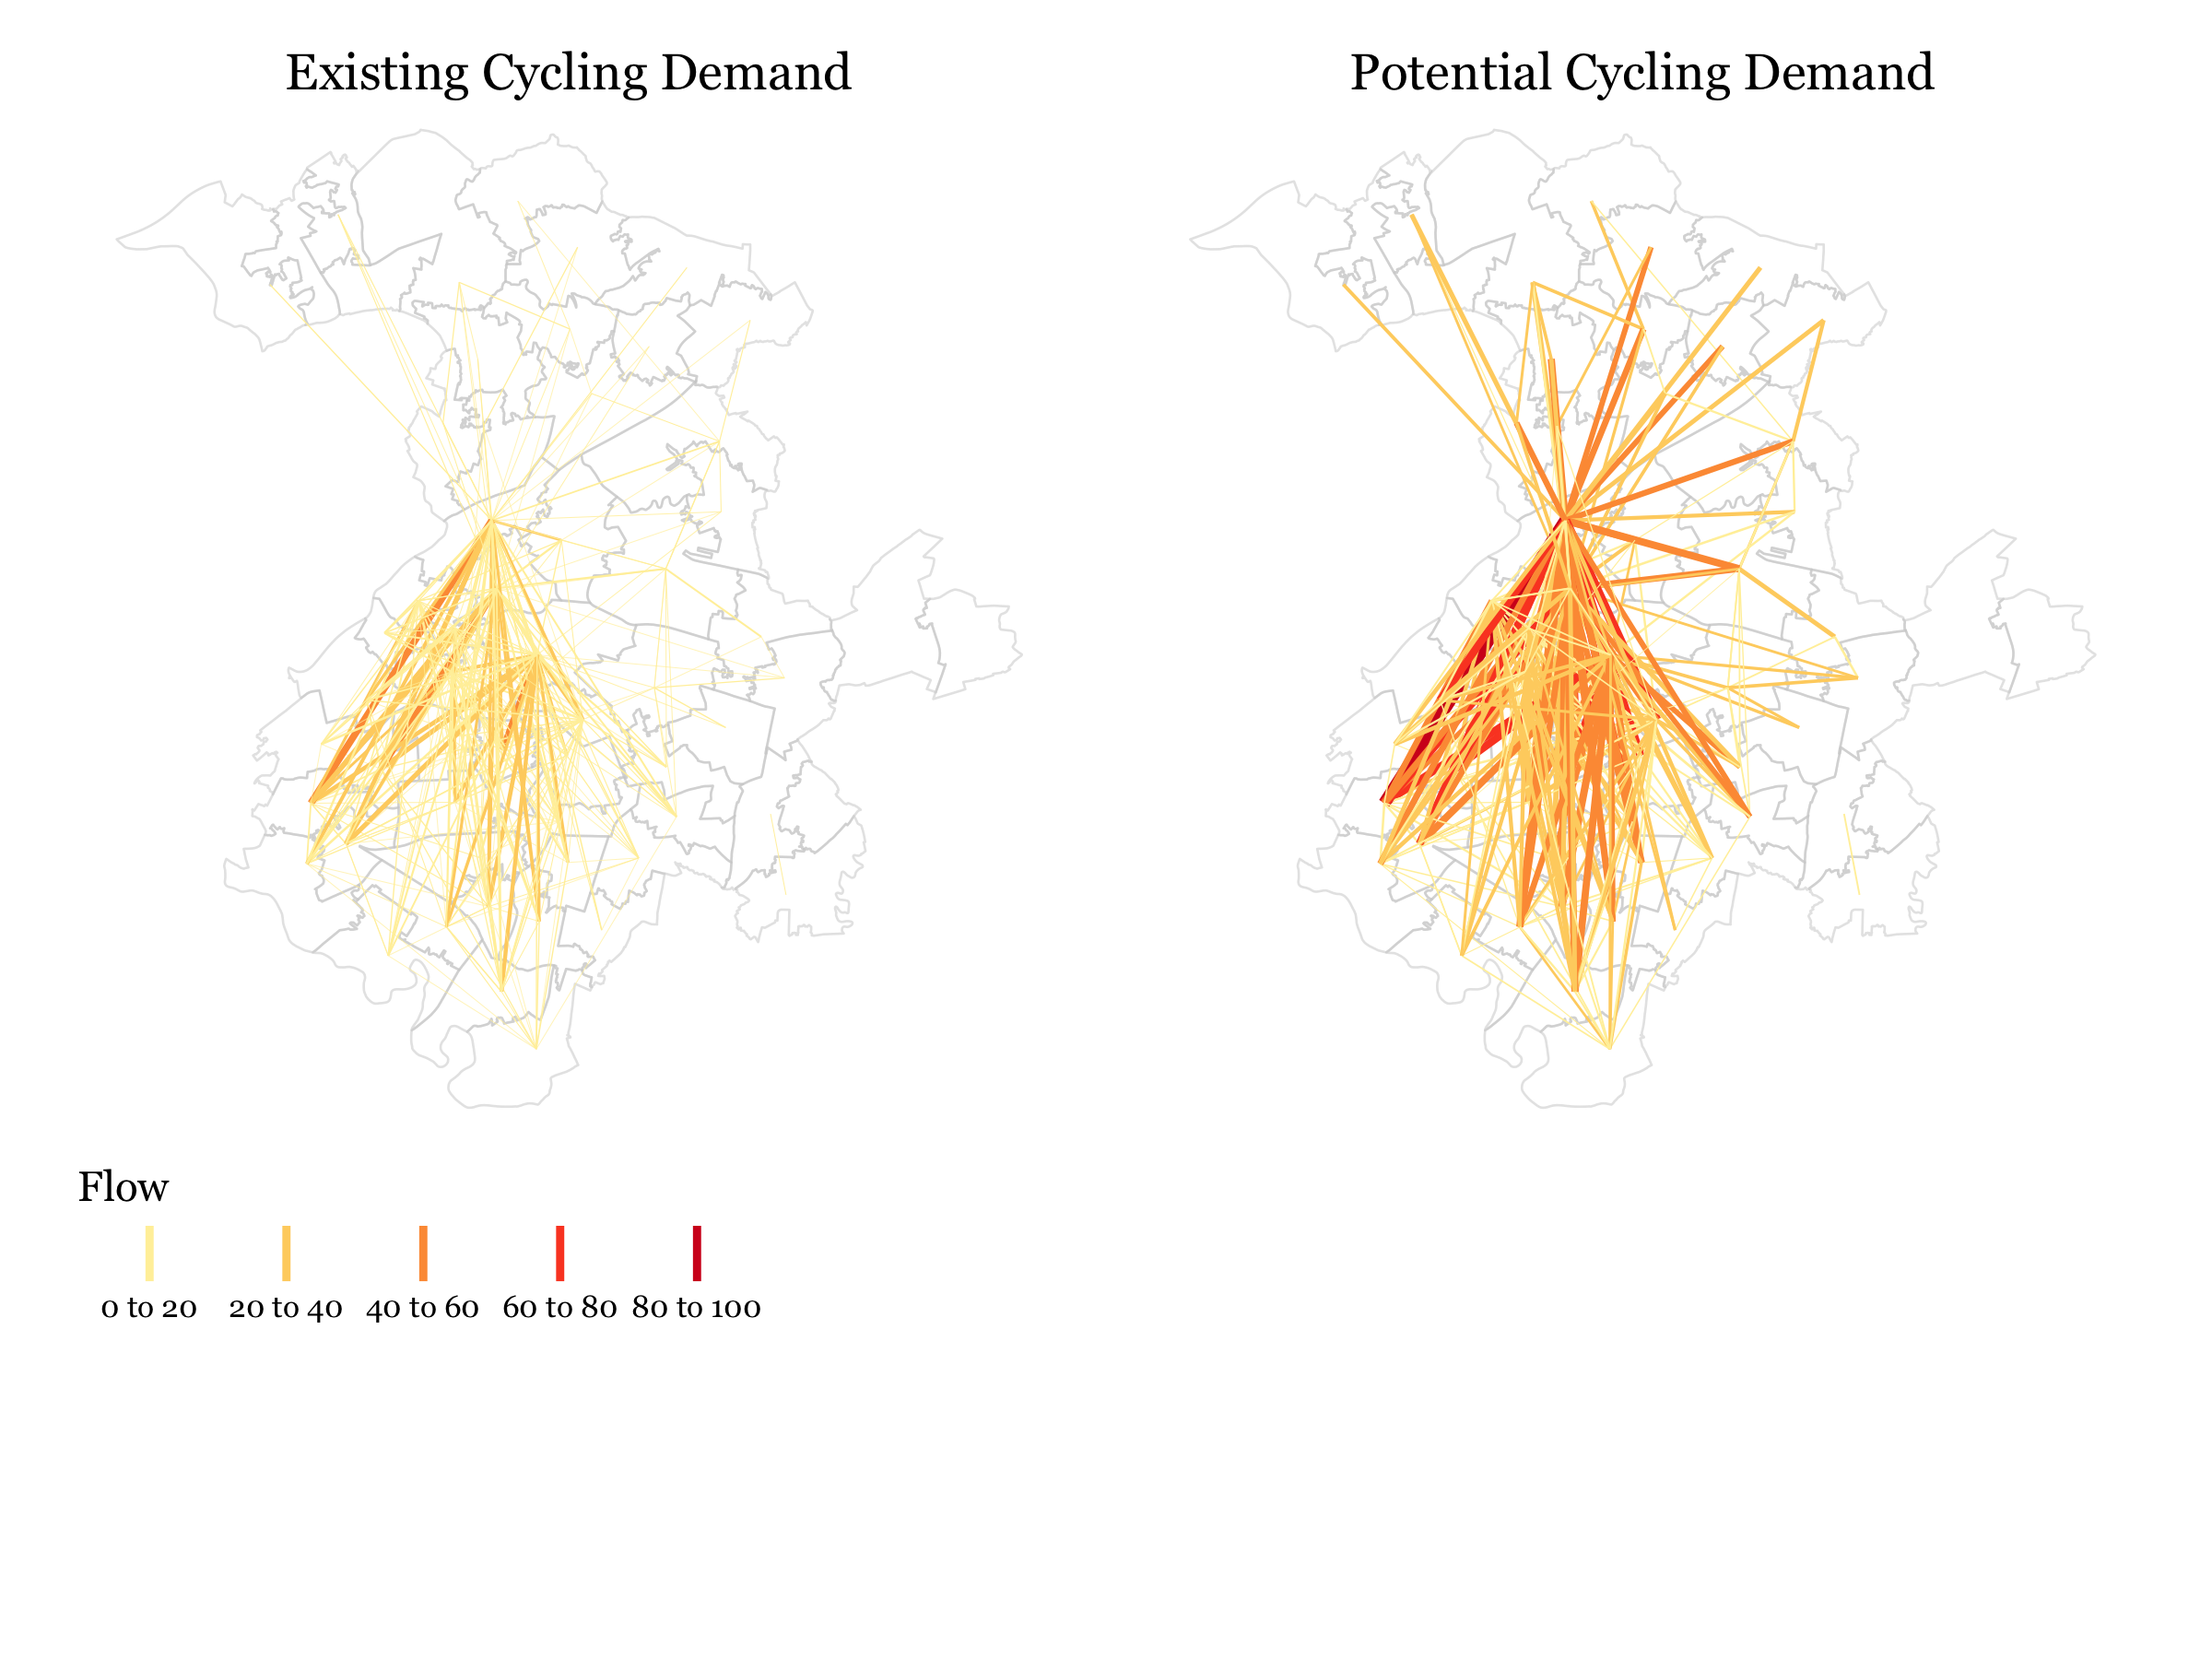 Existing Cycling Demand
Potential Cycling Demand
Flow
0 to 20
20 to 40
40 to 60
60 to 80
80 to 100